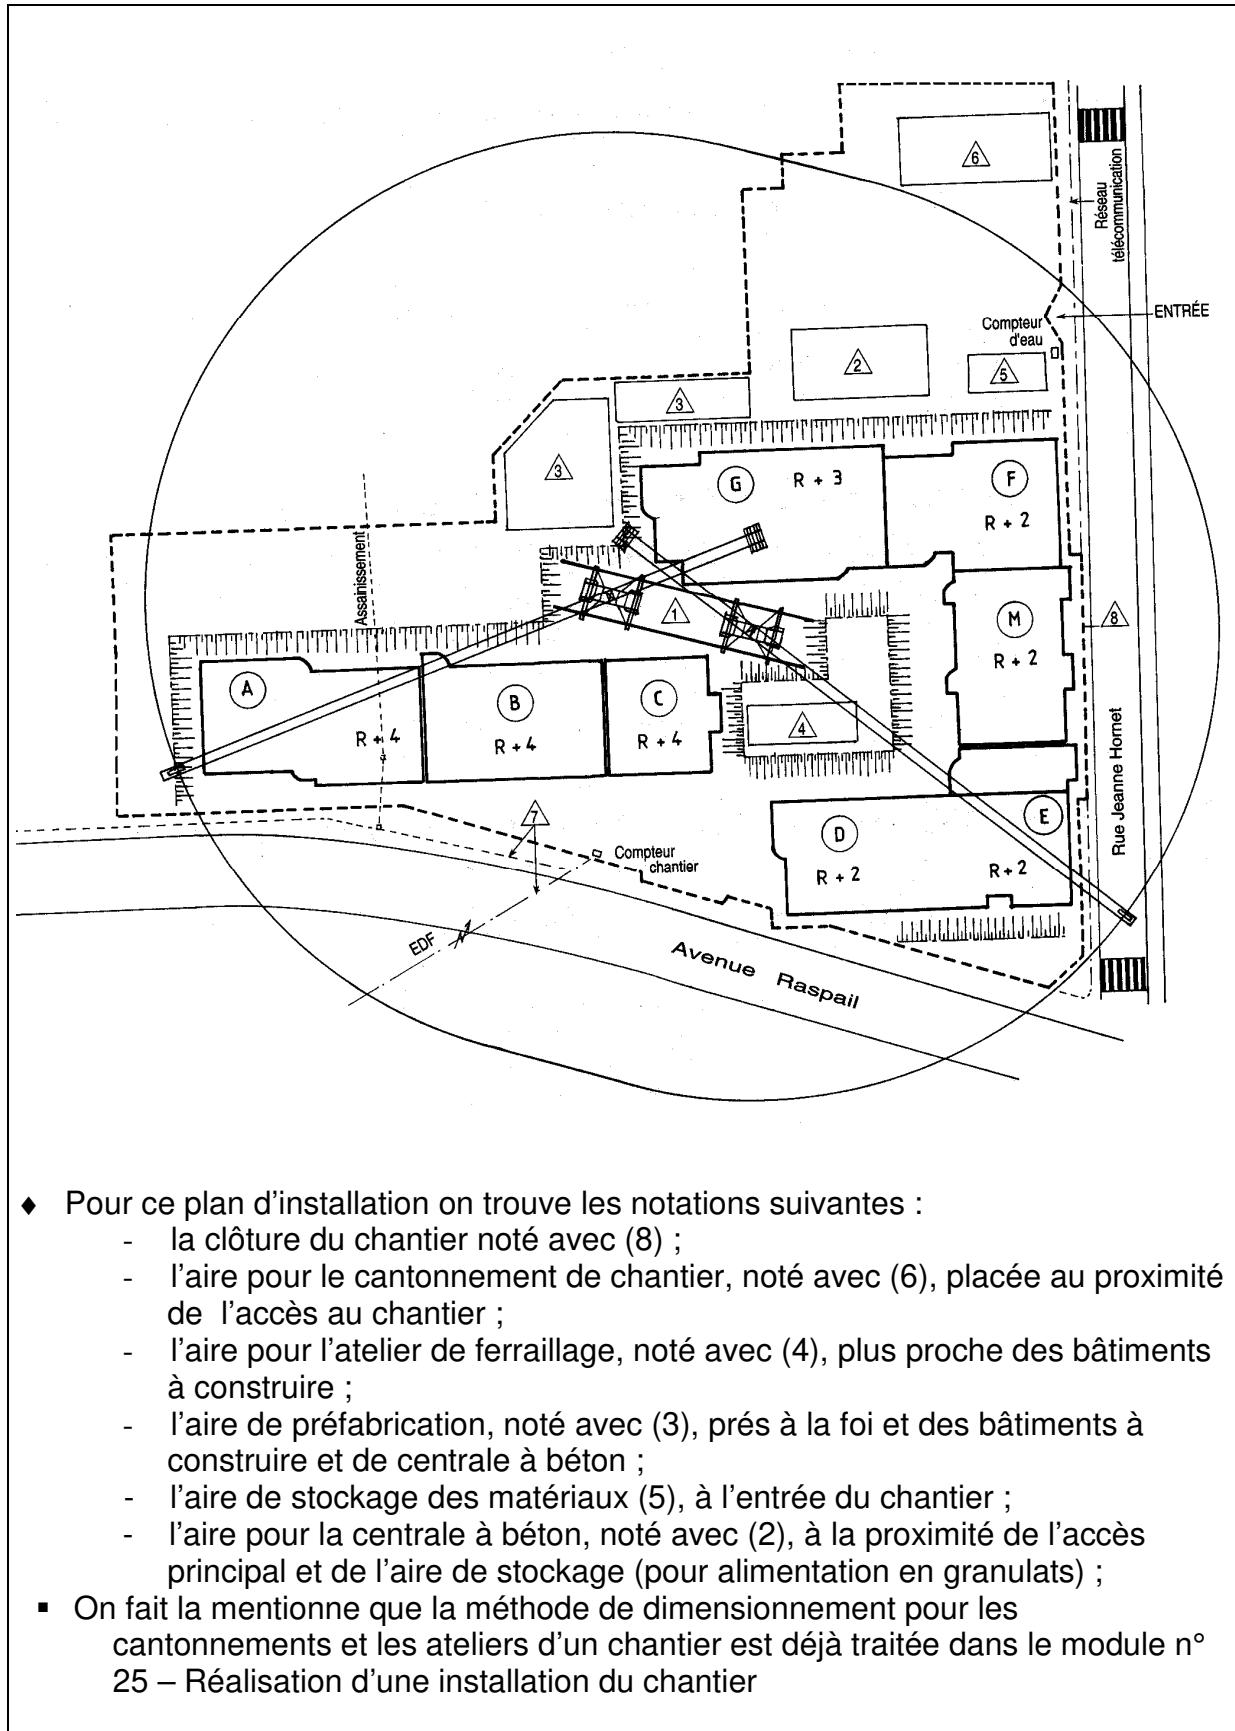 6
Réseau
télécommunication
ENTRÉE
Compteur
d'eau
2
5
3
3
G
R + 3
F
R + 2
Assainissement
1
M
R + 2
8
A
R + 4
B
R + 4
C
R + 4
4
Rue Jeanne Hornet
7
D
R + 2
E
R + 2
Compteur
chantier
EDF
Avenue Raspail
♦ Pour ce plan d’installation on trouve les notations suivantes :
- la clôture du chantier noté avec (8) ;
- l’aire pour le cantonnement de chantier, noté avec (6), placée au proximité
de l’accès au chantier ;
- l’aire pour l’atelier de ferraillage, noté avec (4), plus proche des bâtiments
à construire ;
- l’aire de préfabrication, noté avec (3), prés à la foi et des bâtiments à
construire et de centrale à béton ;
- l’aire de stockage des matériaux (5), à l’entrée du chantier ;
- l’aire pour la centrale à béton, noté avec (2), à la proximité de l’accès
principal et de l’aire de stockage (pour alimentation en granulats) ;
▪ On fait la mentionne que la méthode de dimensionnement pour les
cantonnements et les ateliers d’un chantier est déjà traitée dans le module n°
25 – Réalisation d’une installation du chantier